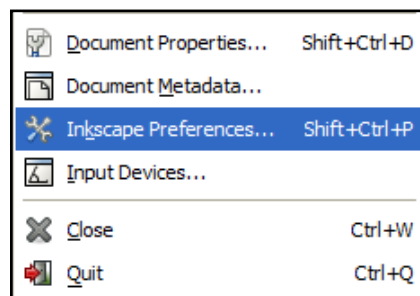 Document Properties... Shift+Ctrl+D
Document Metadata...
Inkscape Preferences... Shift+Ctrl+P
Input Devices...
Close Ctrl+W
Quit Ctrl+Q